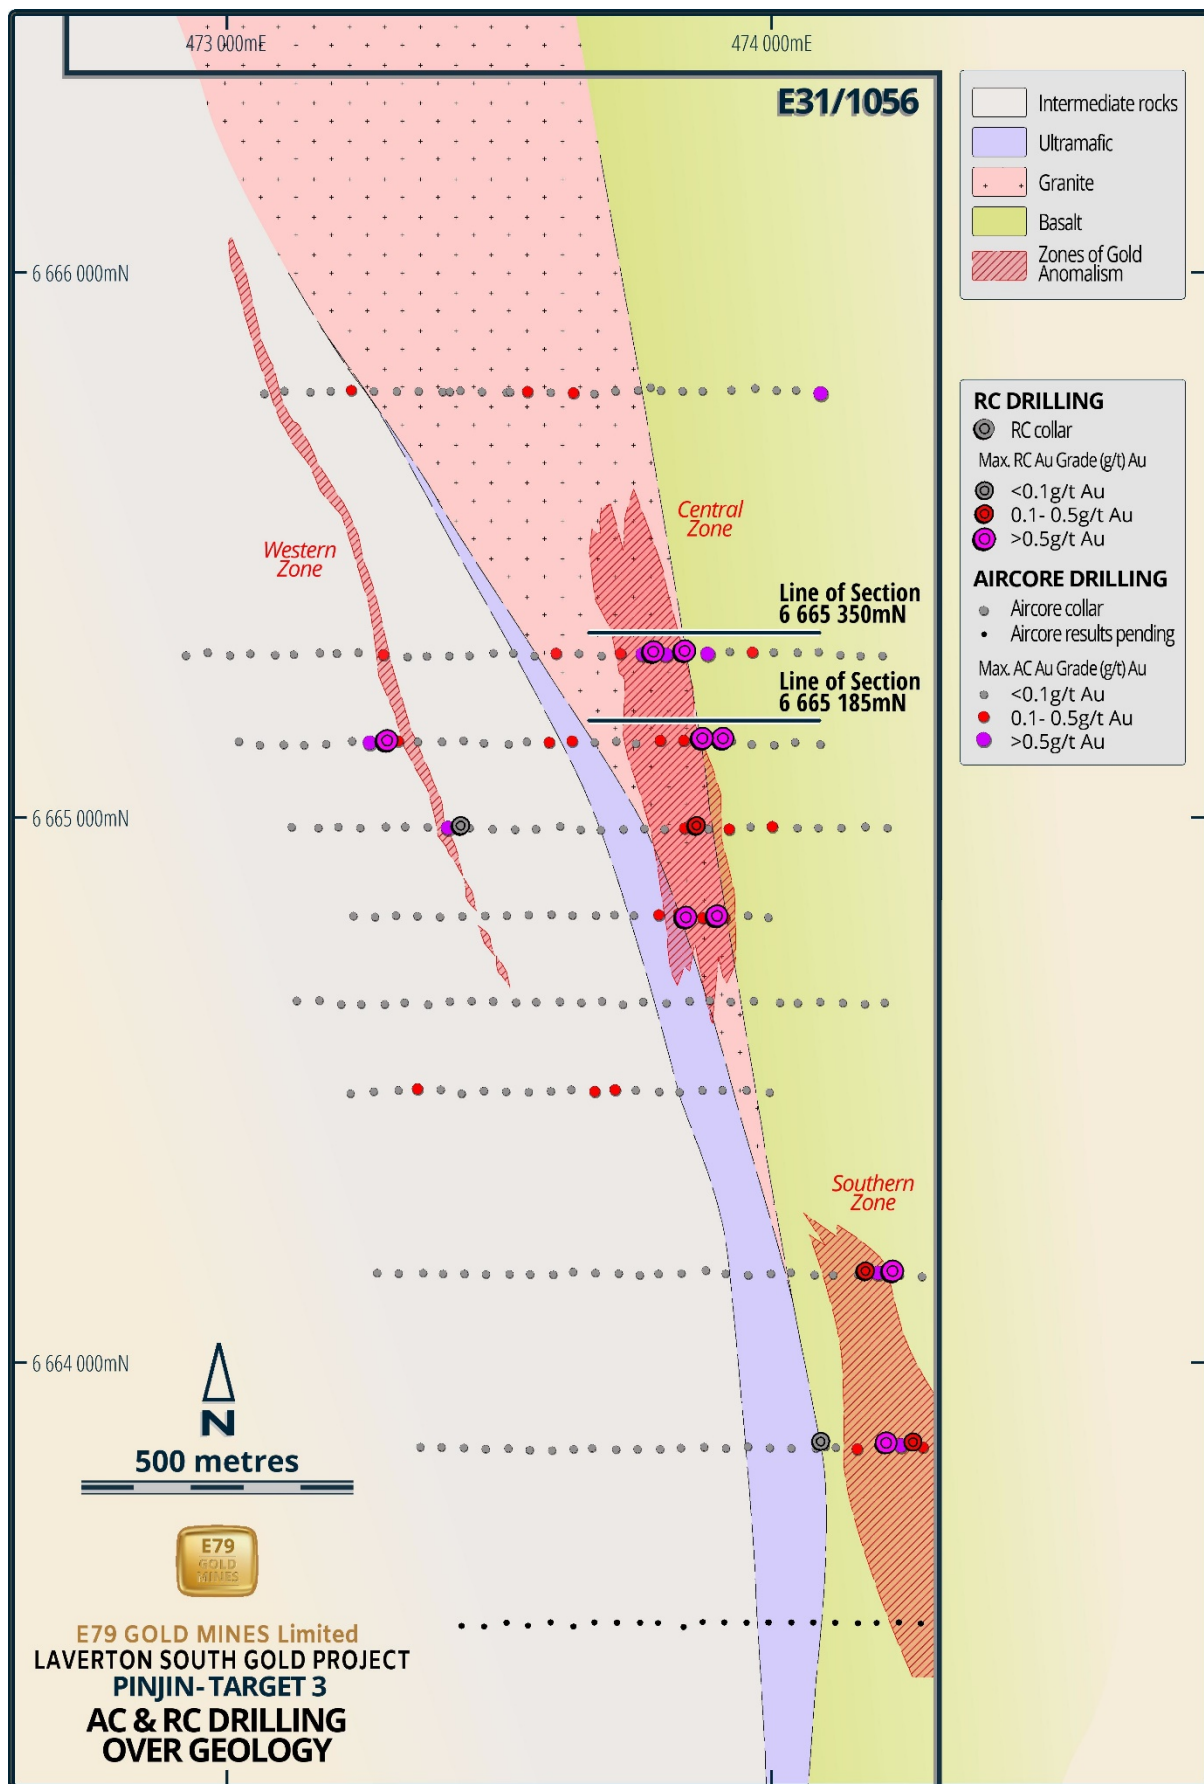 473 000mE
474 000mE
E31/1056
Intermediate rocks
Ultramafic
Granite
Basalt
Zones of Gold
Anomalism
6 666 000mN
RC DRILLING
RC collar
Max. RC Au Grade (g/t) Au
<0.1g/t Au
0.1- 0.5g/t Au
>0.5g/t Au
AIRCORE DRILLING
Aircore collar
Aircore results pending
Max. AC Au Grade (g/t) Au
<0.1g/t Au
0.1- 0.5g/t Au
>0.5g/t Au
Central
Zone
Western
Zone
Line of Section
6 665 350mN
Line of Section
6 665 185mN
6 665 000mN
Southern
Zone
6 664 000mN
N
500 metres
E79
GOLD
MINES
E79 GOLD MINES Limited
LAVERTON SOUTH GOLD PROJECT
PINJIN- TARGET 3
AC & RC DRILLING
OVER GEOLOGY